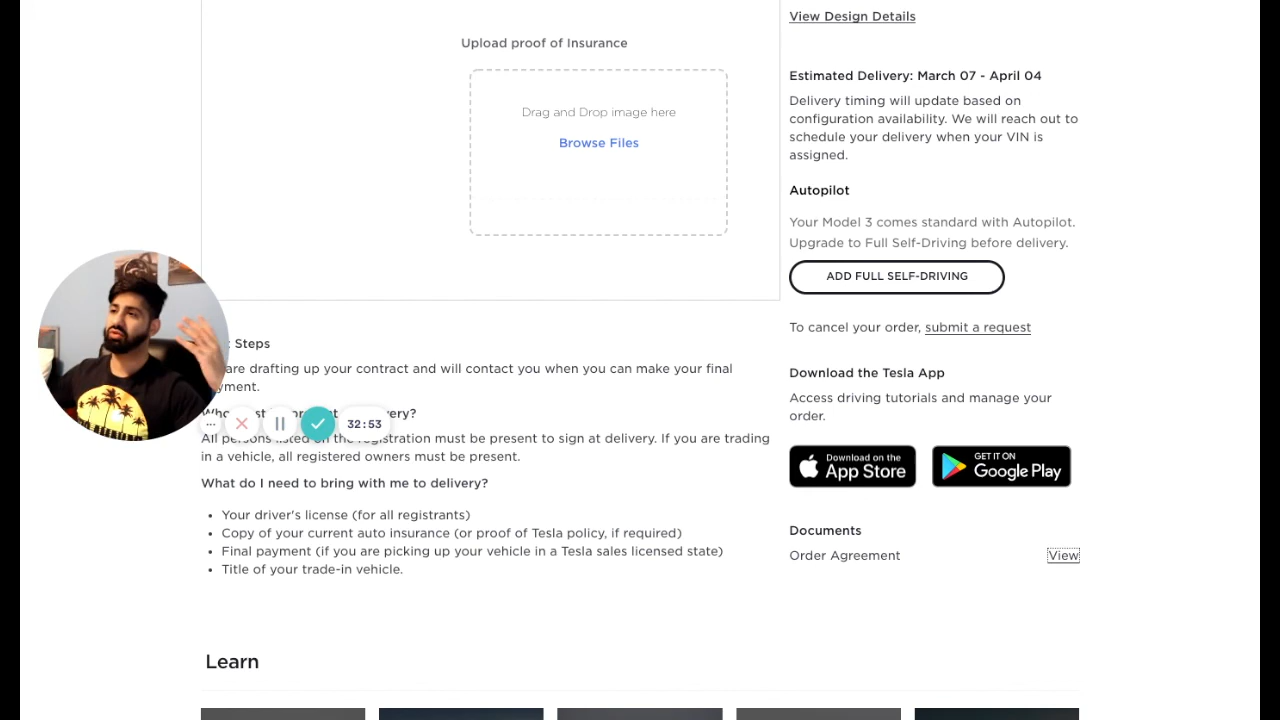 View Design Details
Upload proof of Insurance
Drag and Drop image here
Browse Files
Estimated Delivery: March 07 - April 04
Delivery timing will update based on
configuration availability. We will reach out to
schedule your delivery when your VIN is
assigned.
Autopilot
Your Model 3 comes standard with Autopilot.
Upgrade to Full Self-Driving before delivery.
ADD FULL SELF-DRIVING
To cancel your order, submit a request
Steps
are drafting up your contract and will contact you when you can make your final
32:53
All persons listed on the registration must be present to sign at delivery. If you are trading
in a vehicle, all registered owners must be present.
What do I need to bring with me to delivery?
• Your driver's license (for all registrants)
• Copy of your current auto insurance (or proof of Tesla policy, if required)
• Final payment (if you are picking up your vehicle in a Tesla sales licensed state)
• Title of your trade-in vehicle.
Download the Tesla App
Access driving tutorials and manage your
order.
Download on the
App Store
GET IT ON
Google Play
Documents
Order Agreement View
Learn